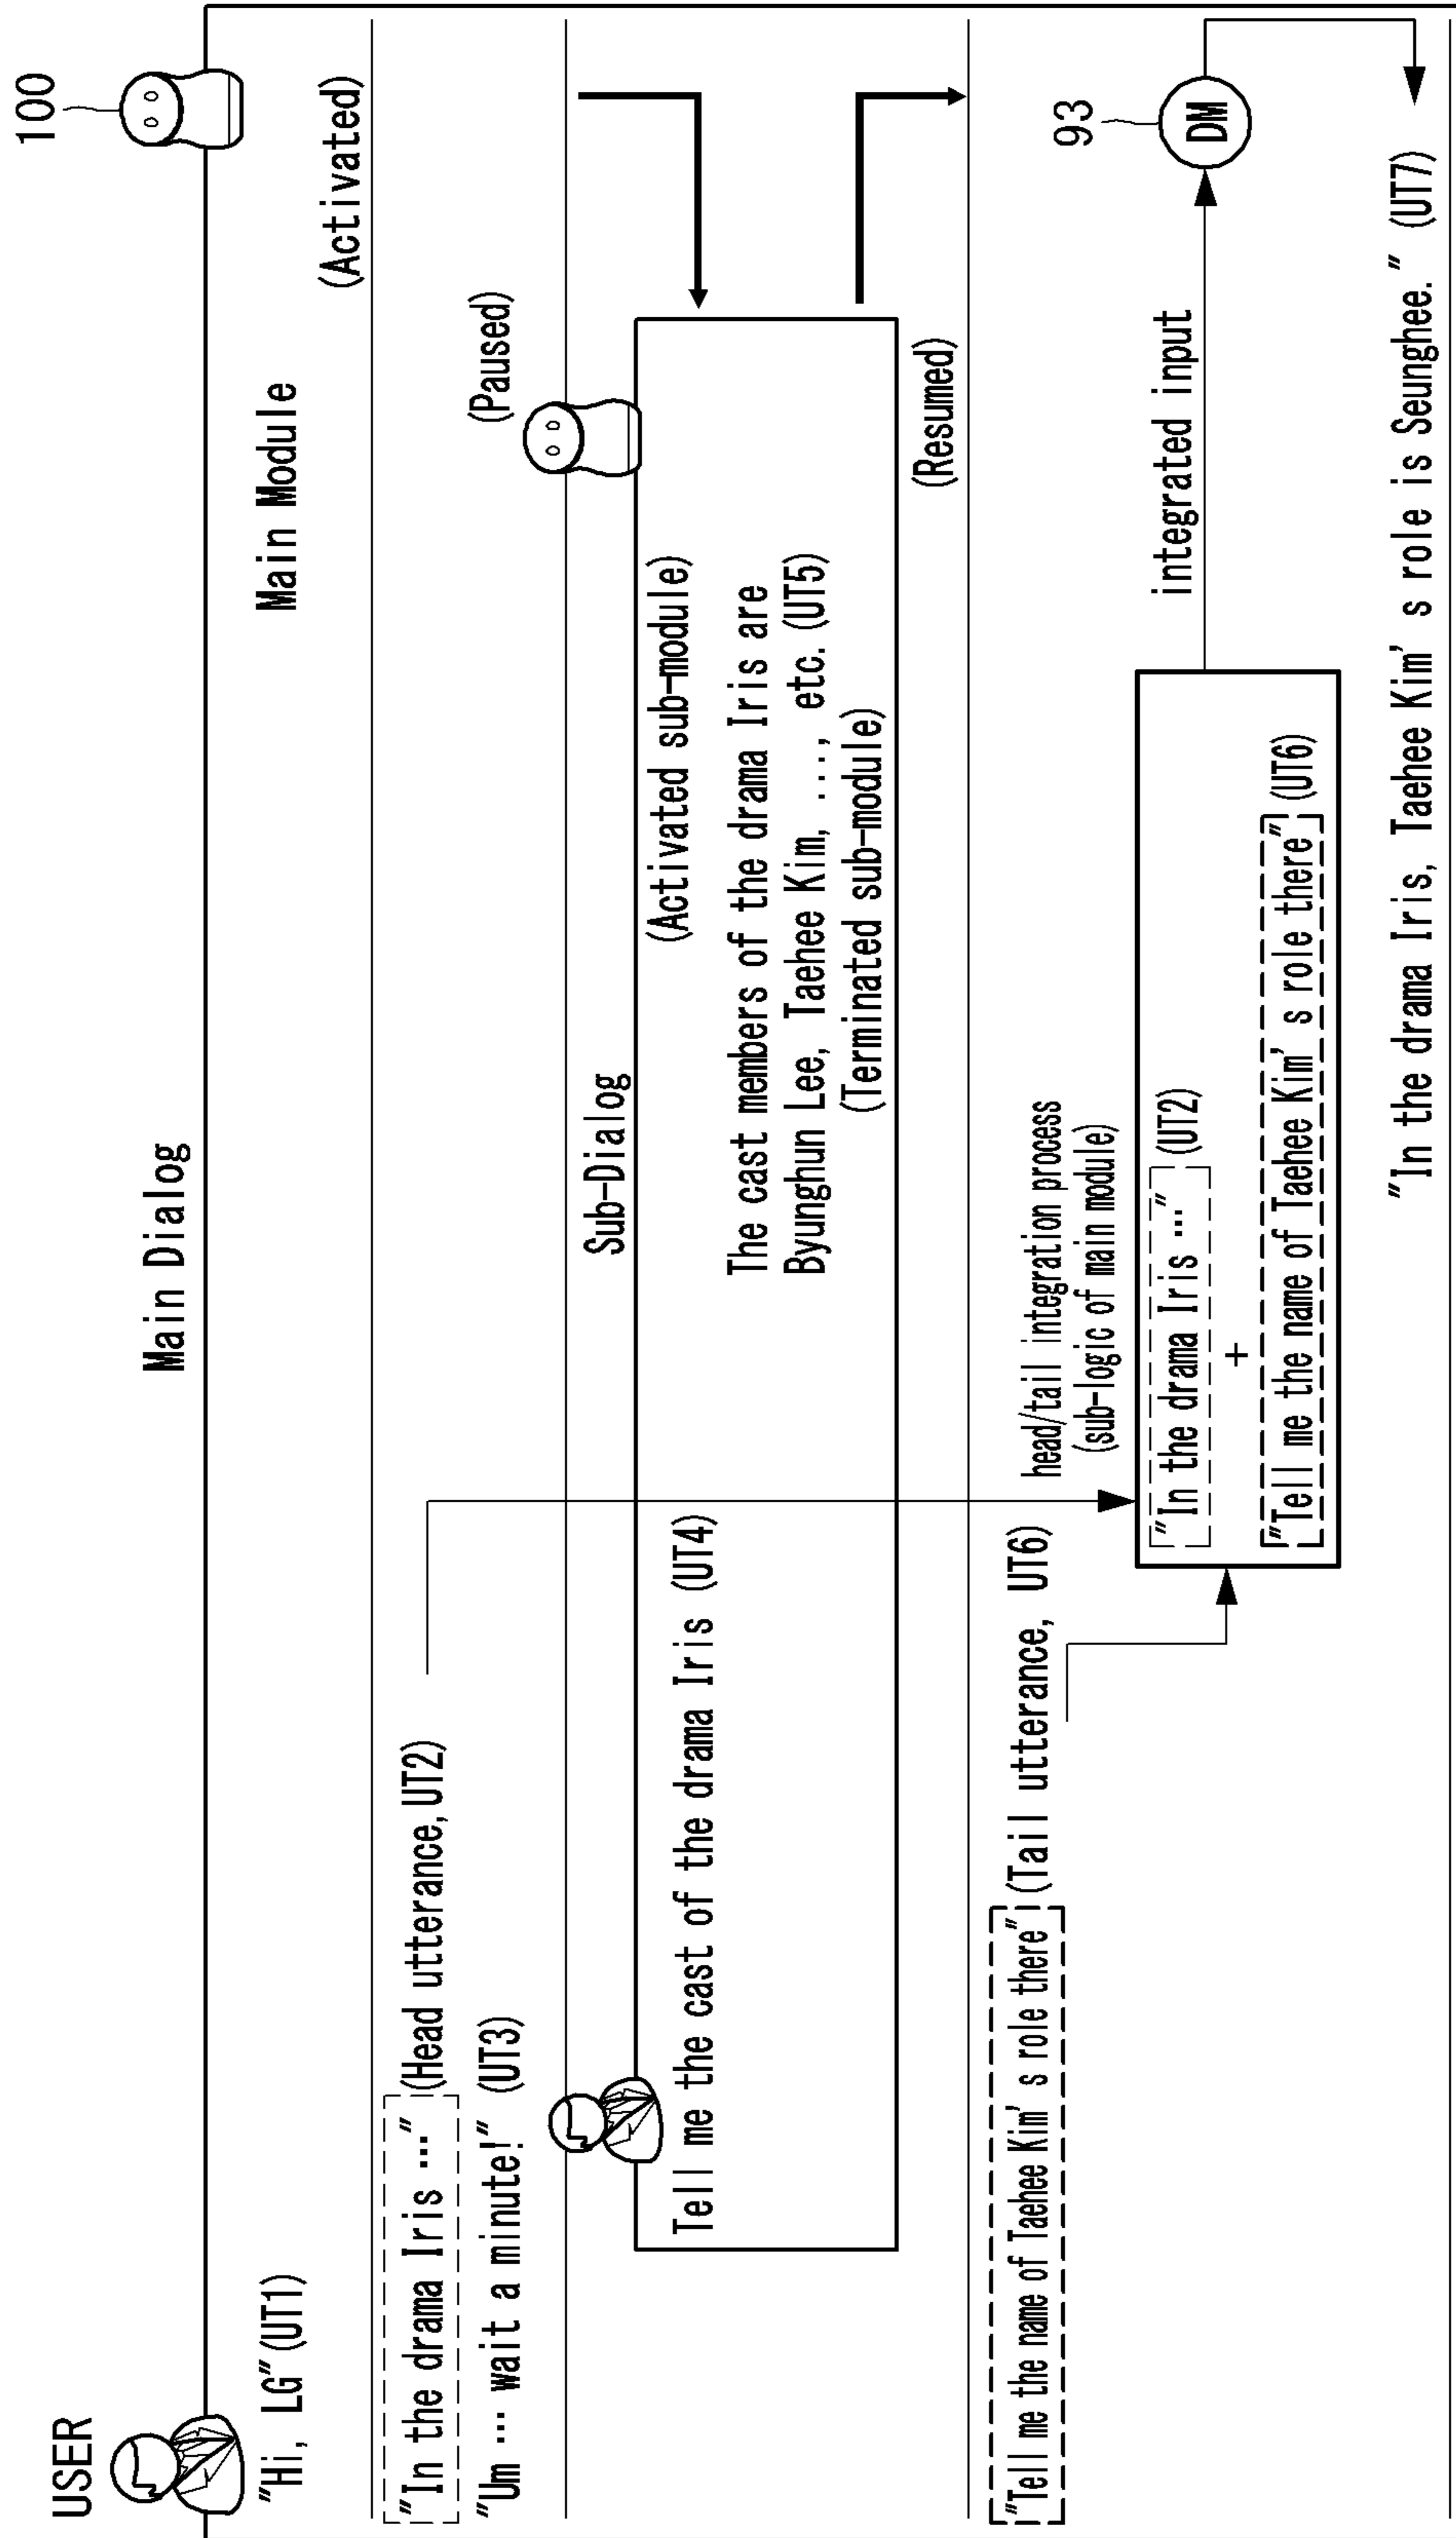 100
USER
Main Dialog
"Hi, LG"(UT1)
Main Module
(Activated)
"In the drama Iris ..." (Head utterance, UT2)
"Um ... wait a minute!" (UT3)
(Paused)
Sub-Dialog
(Activated sub-module)
Tell me the cast of the drama Iris (UT4)
The cast members of the drama Iris are
Byunghun Lee, Taehee Kim, ..., etc. (UT5)
(Terminated sub-module)
(Resumed)
"Tell me the name of Taehee Kim's role there" (Tail utterance, UT6)
head/tail integration process
(sub-logic of main module)
"In the drama Iris ..." (UT2)
+
"Tell me the name of Taehee Kim's role there" (UT6)
integrated input
93
DM
"In the drama Iris, Taehee Kim's role is Seunghee." (UT7)